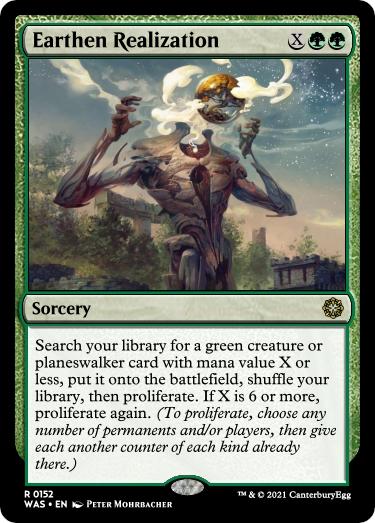 Earthen Realization X
Sorcery
Search your library for a green creature or
planeswalker card with mana value X or
less, put it onto the battlefield, shuffle your
library, then proliferate. If X is 6 or more,
proliferate again. (To proliferate, choose any
number of permanents and/or players, then give
each another counter of each kind already
there.)
R 0152
WAS • EN Peter Mohrbacher
™ & © 2021 CanterburyEgg